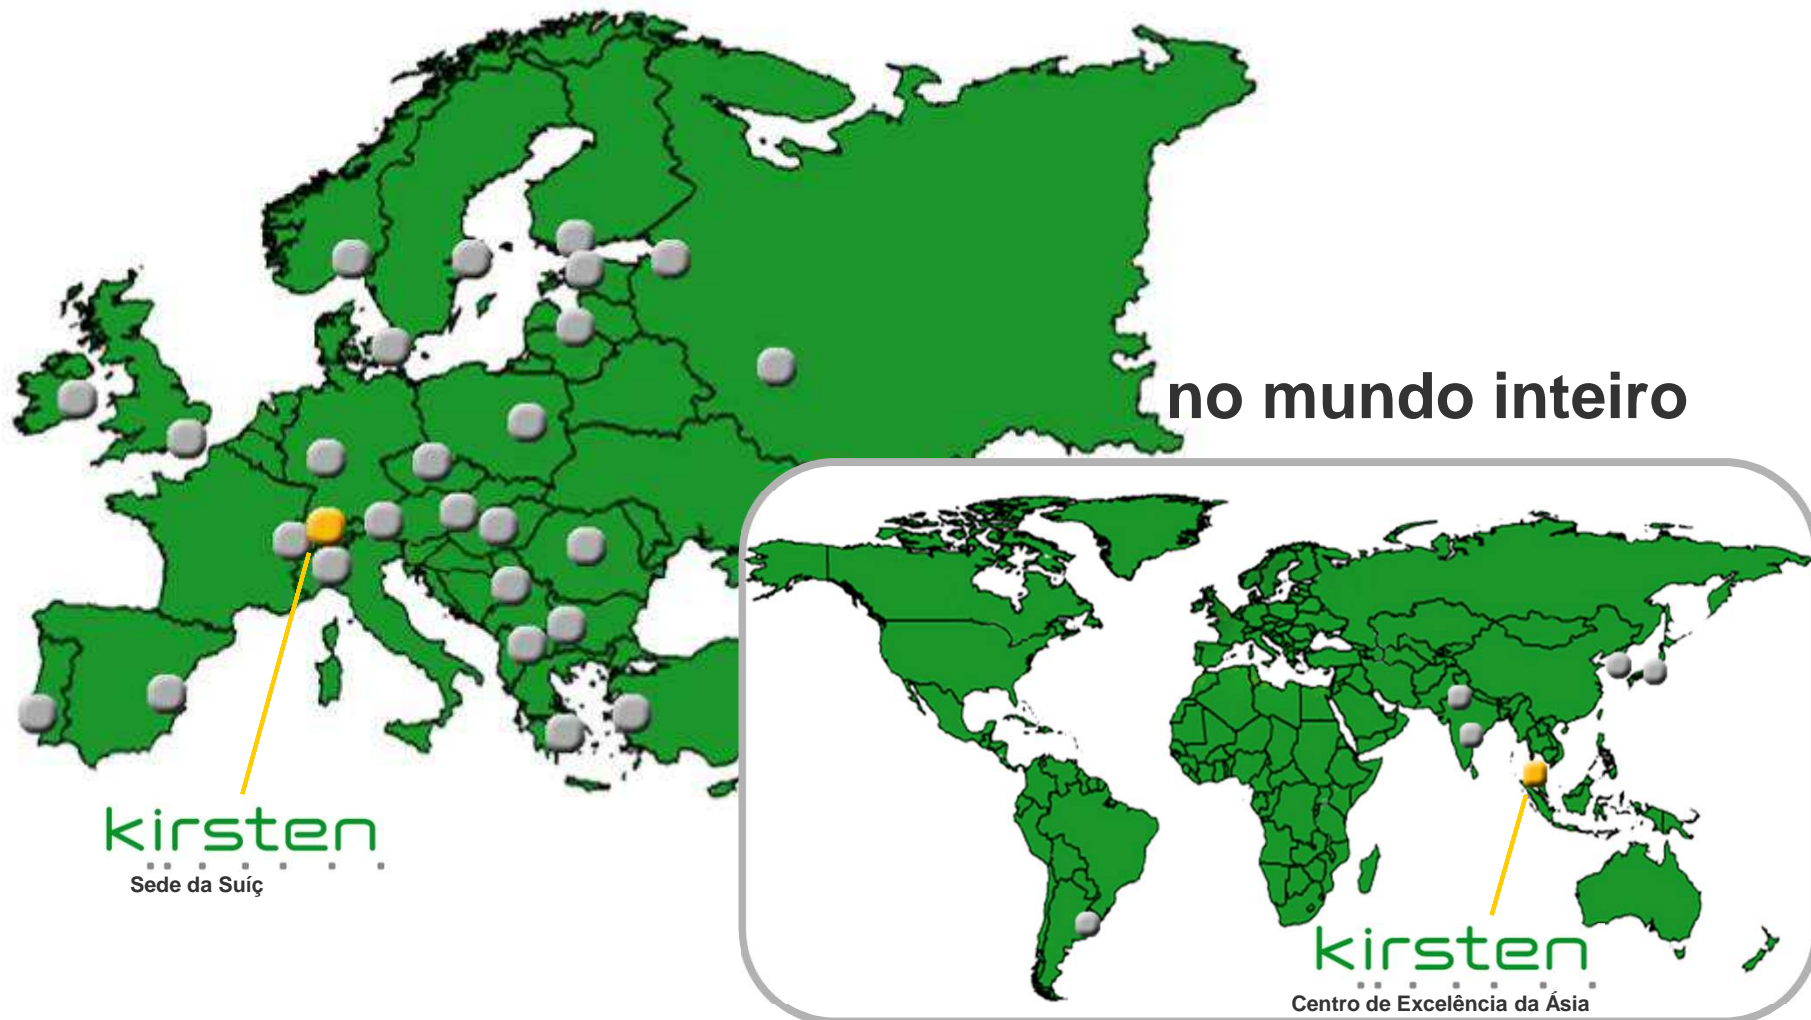 no mundo inteiro
kirsten
Sede da Suíç
kirsten
Centro de Excelência da Ásia